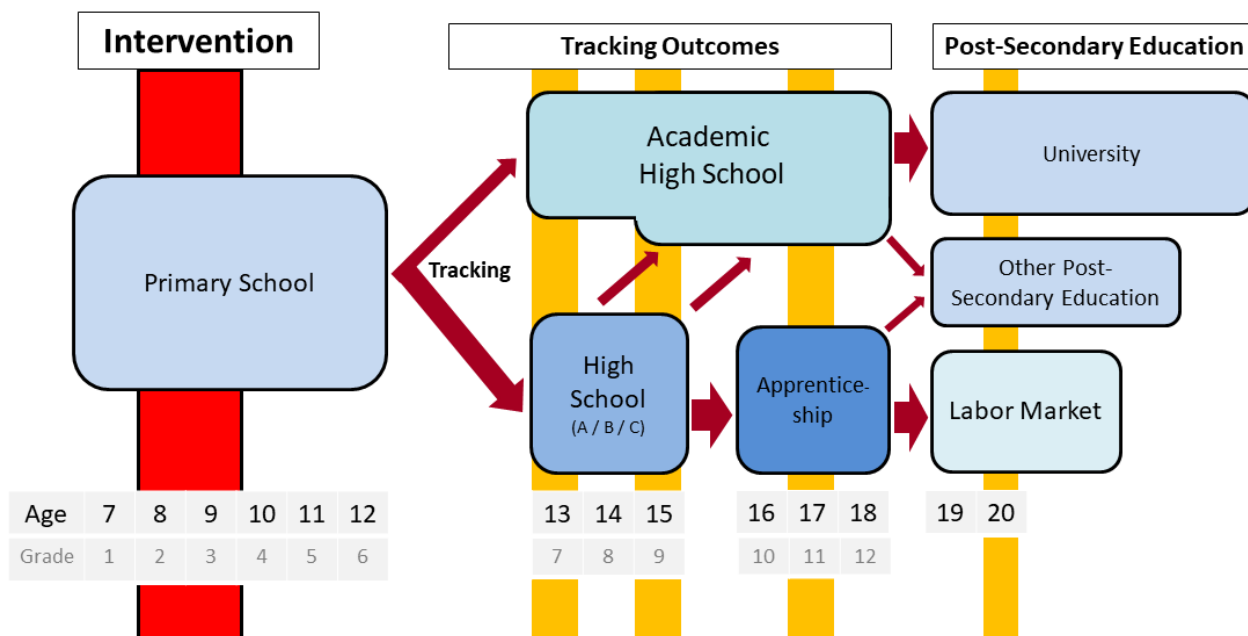 Intervention
Tracking Outcomes
Post-Secondary Education
Primary School
Tracking
Academic
High School
University
Other Post-
Secondary Education
High
School
(A / B / C)
Apprentice-
ship
Labor Market
Age 7 8 9 10 11 12 13 14 15 16 17 18 19 20
Grade 1 2 3 4 5 6 7 8 9 10 11 12